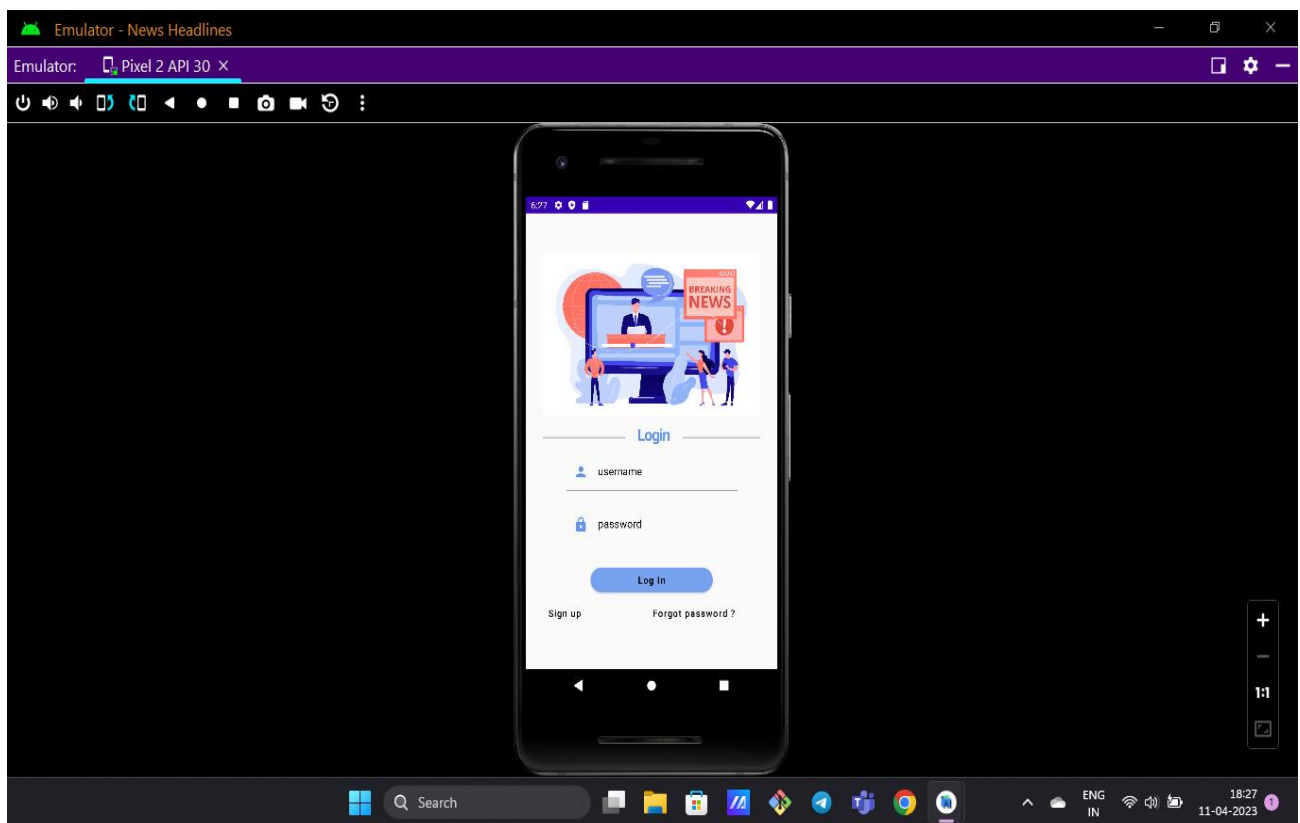 Emulator - News Headlines
Emulator: Pixel 2 API 30
6:27
BREAKING
NEWS
Login
username
password
Log In
Sign up Forgot password ?
1:1
Search
ENG
IN
18:27
11-04-2023
1